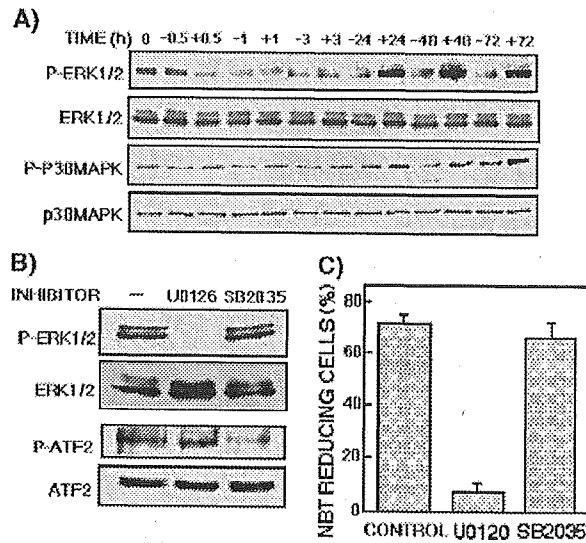 A)
TIME (h) 0 -0.5 +0.5 -1 +1 -3 +3 -24 +24 -48 +48 -72 +72
P-ERK1/2
ERK1/2
P-P38MAPK
p38MAPK
B)
INHIBITOR — U0126 SB2035
P-ERK1/2
ERK1/2
P-ATF2
ATF2
C)
NBT REDUCING CELLS (%)
80
60
40
20
0
CONTROL U0120 SB2035